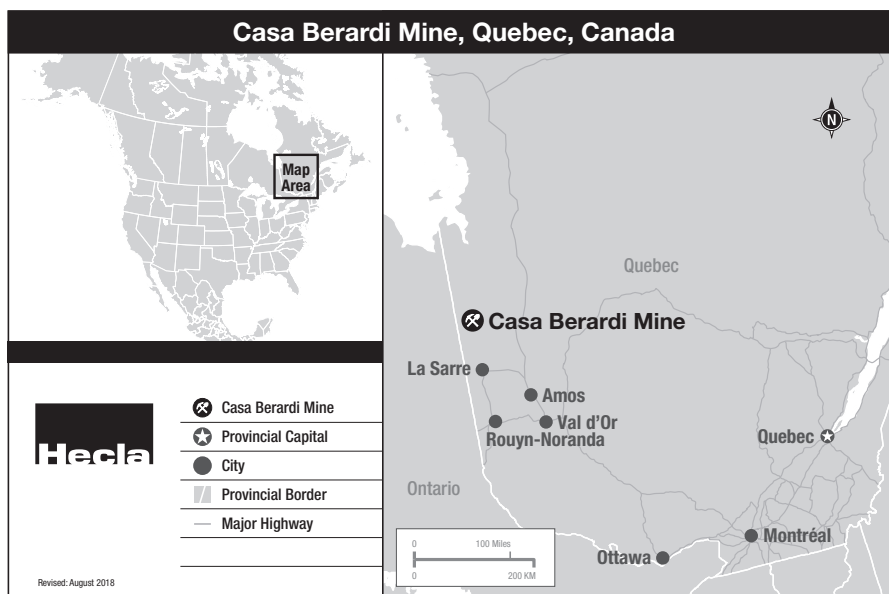 Casa Berardi Mine, Quebec, Canada
Map
Area
Hecla
Casa Berardi Mine
Provincial Capital
City
Provincial Border
Major Highway
Revised: August 2018
N
Quebec
Casa Berardi Mine
La Sarre
Amos
Val d’Or
Rouyn-Noranda
Quebec
Ontario
Montréal
Ottawa
0 100 Miles
0 200 KM